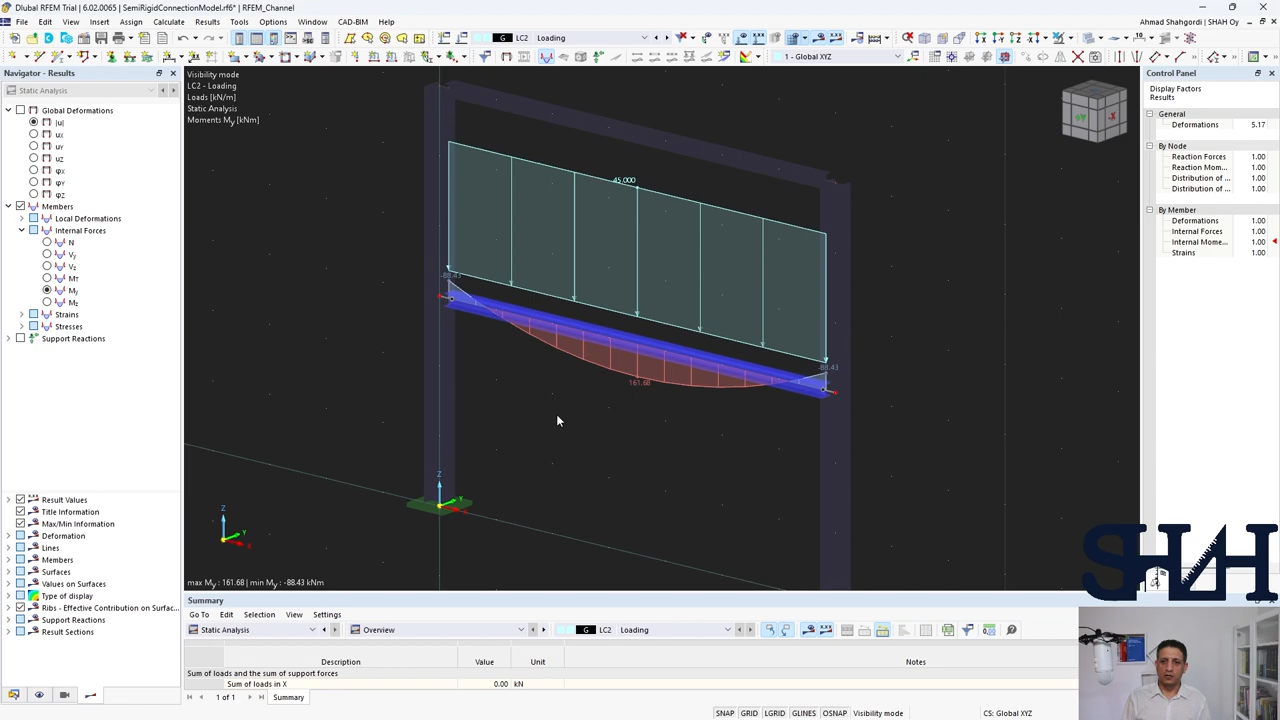 Dlubal RFEM Trial | 6.02.0065 | SemiRigidConnectionModel.rf6* | RFEM_Channel
File Edit View Insert Assign Calculate Results Tools Options Window CAD-BIM Help
Ahmad Shahgordi | SHAH Oy
G LC2 Loading
1 - Global XYZ
Navigator - Results
Static Analysis
Global Deformations
|u|
uX
uY
uZ
φX
φY
φZ
Members
Local Deformations
Internal Forces
N
Vy
Vz
MT
My
Mz
Strains
Stresses
Support Reactions
Result Values
Title Information
Max/Min Information
Deformation
Lines
Members
Surfaces
Values on Surfaces
Type of display
Ribs - Effective Contribution on Surfac...
Support Reactions
Result Sections
Visibility mode
LC2 - Loading
Loads [kN/m]
Static Analysis
Moments My [kNm]
45.000
-88.43
-88.43
161.68
Z
Y
X
Z
Y
X
max My : 161.68 | min My : -88.43 kNm
+Y
-X
Control Panel
Display Factors
Results
General
Deformations 5.17
By Node
Reaction Forces 1.00
Reaction Mom... 1.00
Distribution of ... 1.00
Distribution of ... 1.00
By Member
Deformations 1.00
Internal Forces 1.00
Internal Mome... 1.00
Strains 1.00
SHAH
Summary
Go To Edit Selection View Settings
Static Analysis Overview G LC2 Loading
Description Value Unit Notes
Sum of loads and the sum of support forces
Sum of loads in X 0.00 kN
1 of 1 Summary
SNAP GRID LGRID GLINES OSNAP Visibility mode CS: Global XYZ